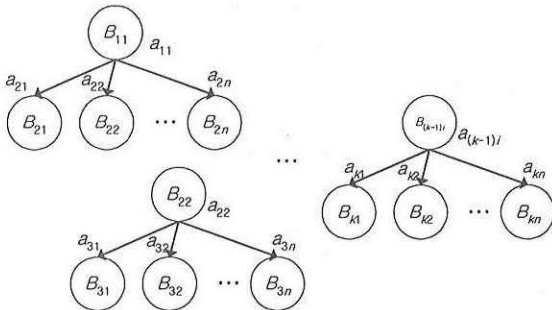 B₁₁ a₁₁
a₂₁ a₂₂ a₂ₙ
B₂₁ B₂₂ ... B₂ₙ
...
B₂₂ a₂₂
a₃₁ a₃₂ a₃ₙ
B₃₁ B₃₂ ... B₃ₙ
B₍ₖ₋₁₎ᵢ a₍ₖ₋₁₎ᵢ
aₖ₁ aₖ₂ aₖₙ
Bₖ₁ Bₖ₂ ... Bₖₙ